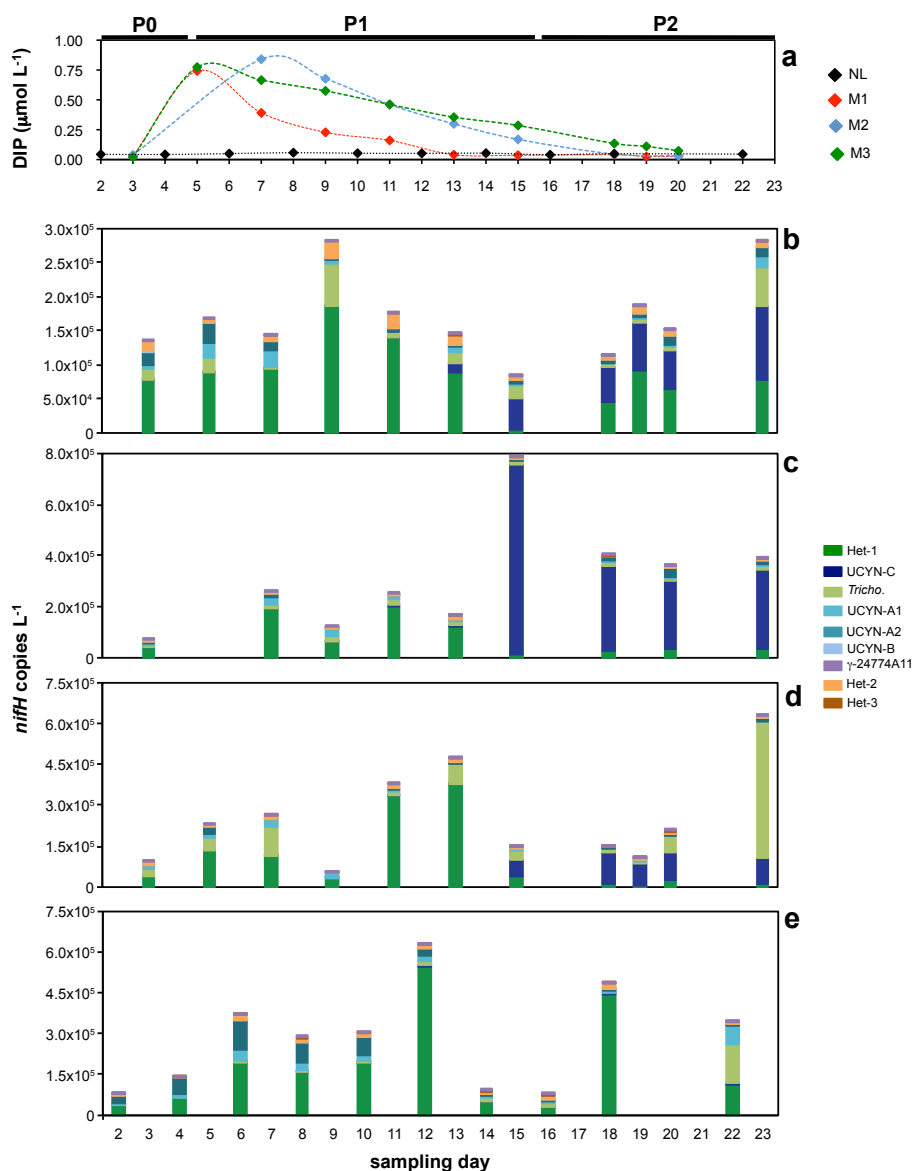 P0 P1 P2
a
DIP (µmol L⁻¹)
1.00
0.75
0.50
0.25
0.00
2 3 4 5 6 7 8 9 10 11 12 13 14 15 16 17 18 19 20 21 22 23
NL
M1
M2
M3
b
3.0x10⁵
2.5x10⁵
2.0x10⁵
1.5x10⁵
1.0x10⁵
5.0x10⁴
0
c
8.0x10⁵
6.0x10⁵
4.0x10⁵
2.0x10⁵
0
Het-1
UCYN-C
Tricho.
UCYN-A1
UCYN-A2
UCYN-B
γ-24774A11
Het-2
Het-3
nifH copies L⁻¹
d
7.5x10⁵
6.0x10⁵
4.5x10⁵
3.0x10⁵
1.5x10⁵
0
e
7.5x10⁵
6.0x10⁵
4.5x10⁵
3.0x10⁵
1.5x10⁵
0
2 3 4 5 6 7 8 9 10 11 12 13 14 15 16 17 18 19 20 21 22 23
sampling day